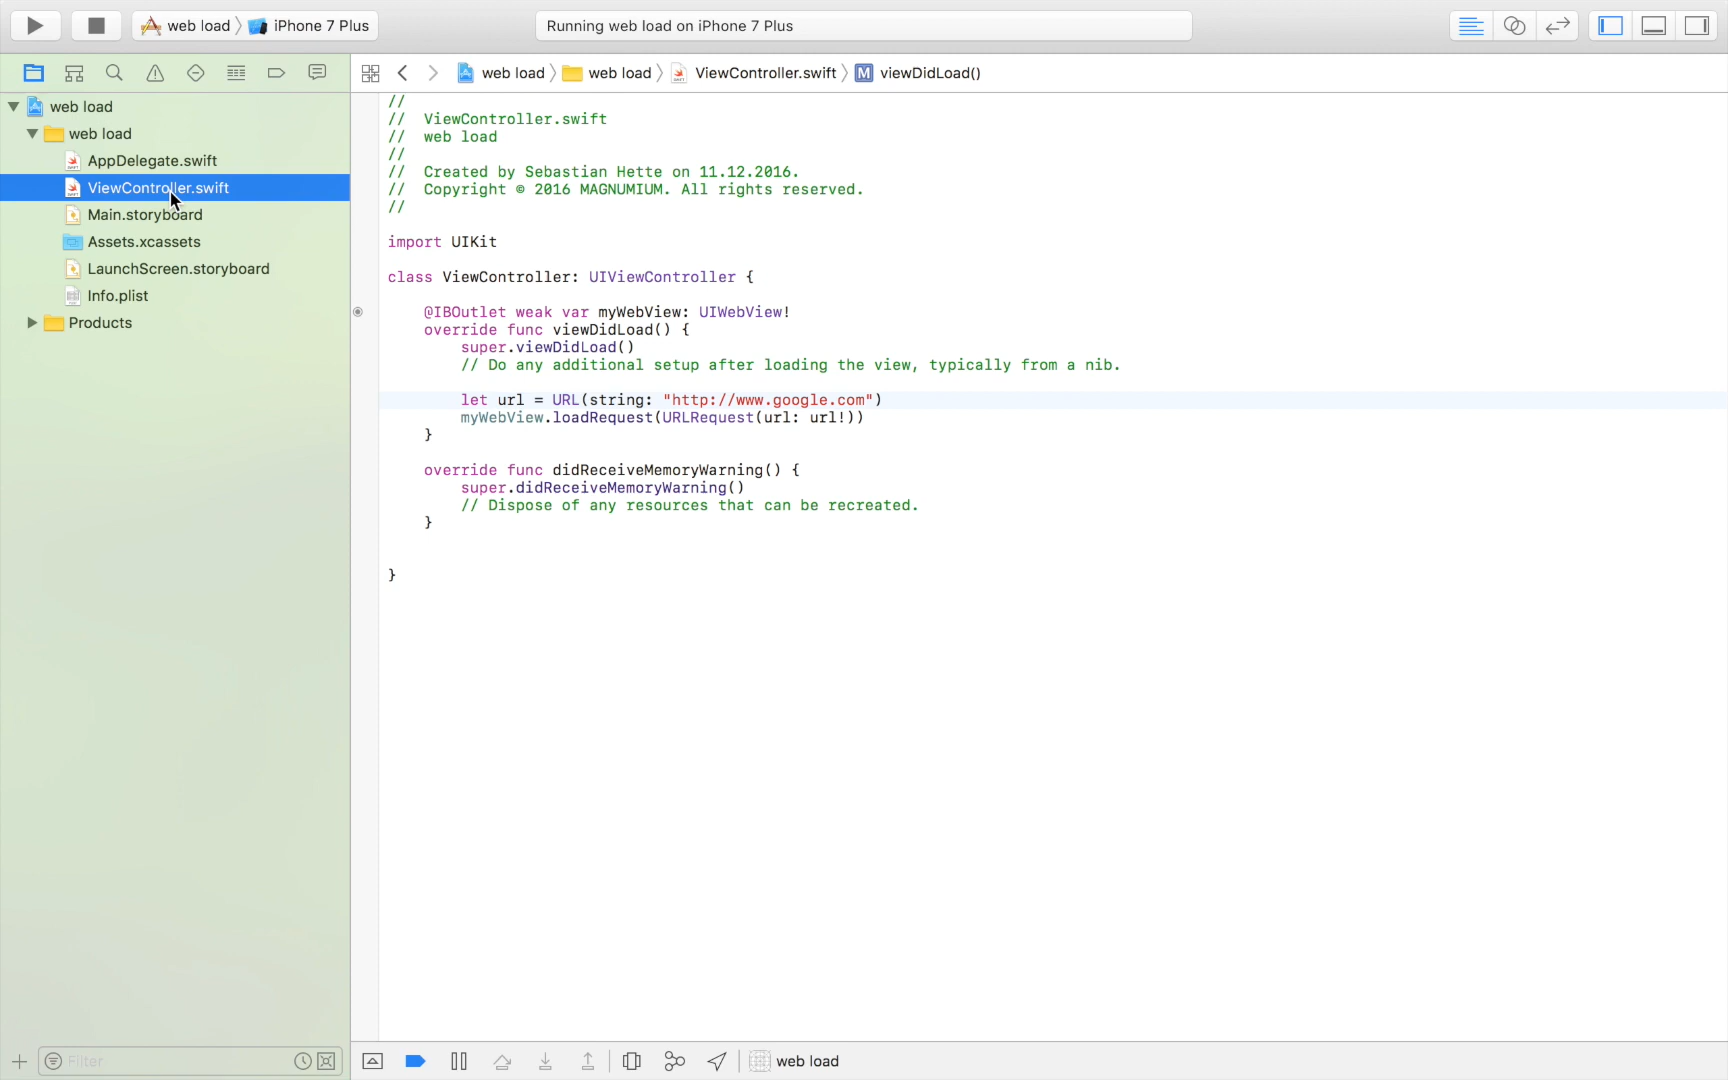 web load iPhone 7 Plus
Running web load on iPhone 7 Plus
web load web load ViewController.swift M viewDidLoad()
web load
web load
AppDelegate.swift
ViewController.swift
Main.storyboard
Assets.xcassets
LaunchScreen.storyboard
Info.plist
Products
//
// ViewController.swift
// web load
//
// Created by Sebastian Hette on 11.12.2016.
// Copyright © 2016 MAGNUMIUM. All rights reserved.
//
import UIKit
class ViewController: UIViewController {
@IBOutlet weak var myWebView: UIWebView!
override func viewDidLoad() {
super.viewDidLoad()
// Do any additional setup after loading the view, typically from a nib.
let url = URL(string: "http://www.google.com")
myWebView.loadRequest(URLRequest(url: url!))
}
override func didReceiveMemoryWarning() {
super.didReceiveMemoryWarning()
// Dispose of any resources that can be recreated.
}
}
Filter
web load